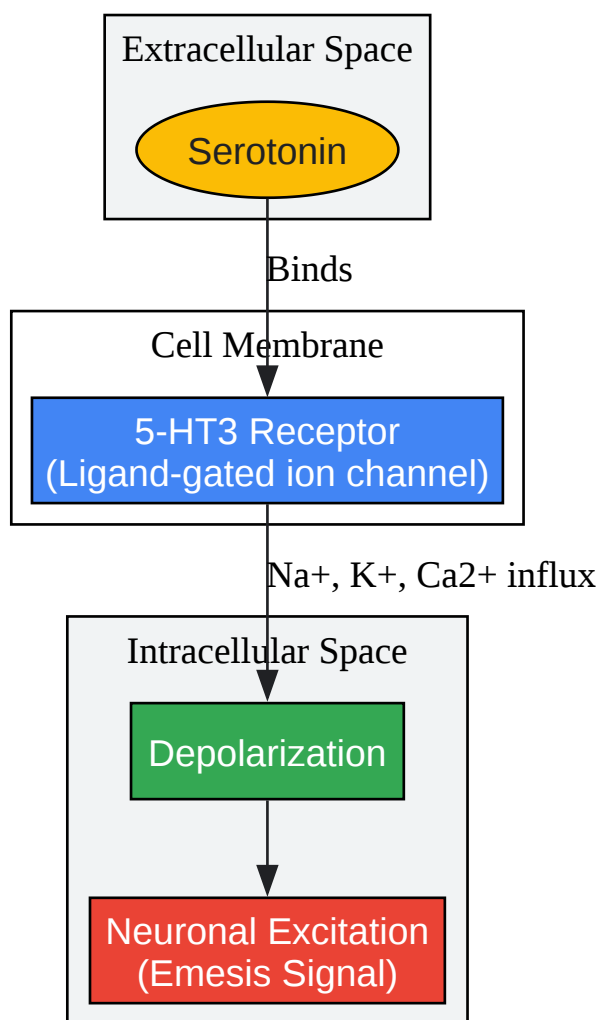 Extracellular Space
Serotonin
Binds
Cell Membrane
5-HT3 Receptor
(Ligand-gated ion channel)
Na+, K+, Ca2+ influx
Intracellular Space
Depolarization
Neuronal Excitation
(Emesis Signal)